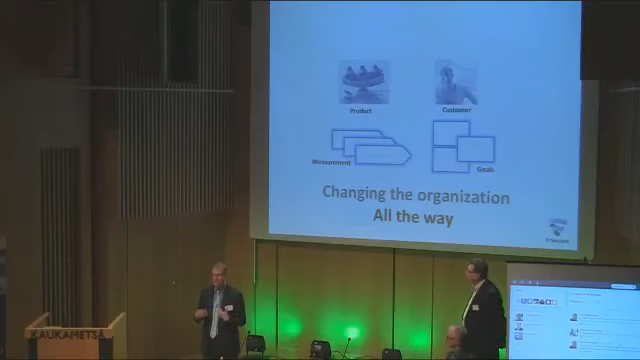 Product
Customer
Measurement
Goals
Changing the organization
All the way
KAUKAMETSÄ